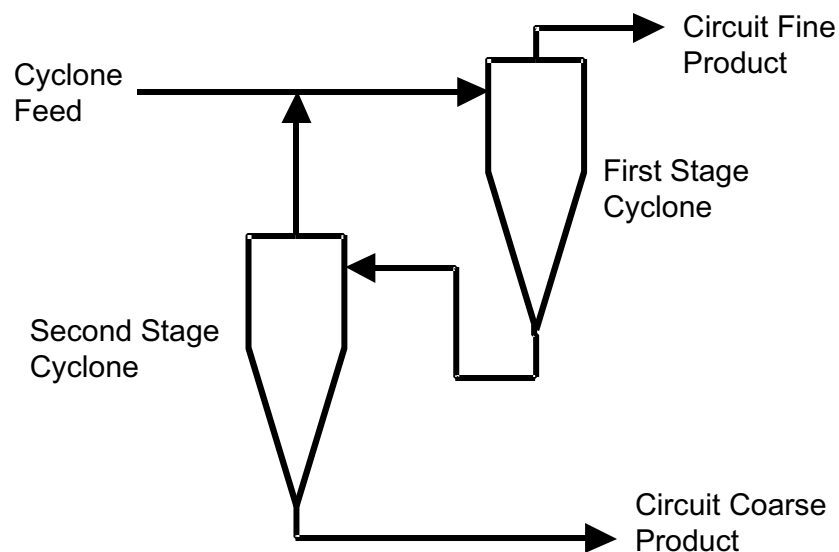 Circuit Fine
Product
Cyclone
Feed
First Stage
Cyclone
Second Stage
Cyclone
Circuit Coarse
Product